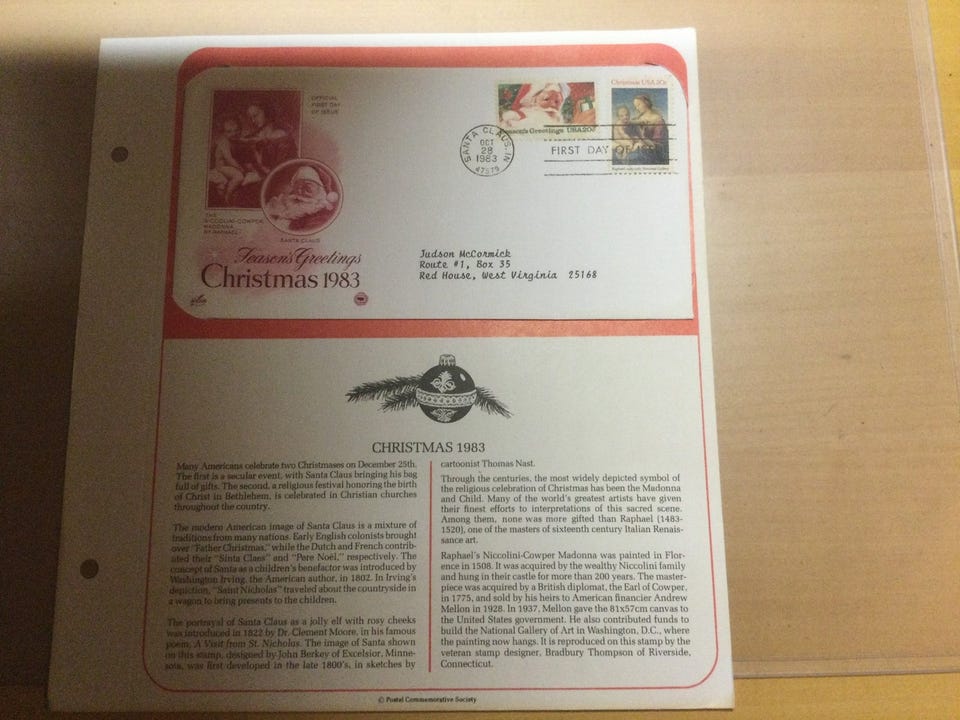 OFFICIAL
FIRST DAY
OF ISSUE
THE
NICCOLINI-COWPER
MADONNA
BY RAPHAEL
SANTA CLAUS
Season's Greetings
Christmas 1983
Season's Greetings USA 20c
Christmas USA 20c
Raphael 1483-1983 National Gallery
SANTA CLAUS, IN
OCT
28
1983
47579
FIRST DAY OF ISSUE
Judson McCormick
Route #1, Box 35
Red House, West Virginia 25168
CHRISTMAS 1983
Many Americans celebrate two Christmases on December 25th.
The first is a secular event, with Santa Claus bringing his bag
full of gifts. The second, a religious festival honoring the birth
of Christ in Bethlehem, is celebrated in Christian churches
throughout the country.
The modern American image of Santa Claus is a mixture of
traditions from many nations. Early English colonists brought
over "Father Christmas," while the Dutch and French contrib-
uted their "Sinta Claes" and "Pere Noel," respectively. The
concept of Santa as a children's benefactor was introduced by
Washington Irving, the American author, in 1802. In Irving's
depiction, "Saint Nicholas" traveled about the countryside in
a wagon to bring presents to the children.
The portrayal of Santa Claus as a jolly elf with rosy cheeks
was introduced in 1822 by Dr. Clement Moore, in his famous
poem, A Visit from St. Nicholas. The image of Santa shown
on this stamp, designed by John Berkey of Excelsior, Minne-
sota, was first developed in the late 1800's, in sketches by
cartoonist Thomas Nast.
Through the centuries, the most widely depicted symbol of
the religious celebration of Christmas has been the Madonna
and Child. Many of the world's greatest artists have given
their finest efforts to interpretations of this sacred scene.
Among them, none was more gifted than Raphael (1483-
1520), one of the masters of sixteenth century Italian Renais-
sance art.
Raphael's Niccolini-Cowper Madonna was painted in Flor-
ence in 1508. It was acquired by the wealthy Niccolini family
and hung in their castle for more than 200 years. The master-
piece was acquired by a British diplomat, the Earl of Cowper,
in 1775, and sold by his heirs to American financier Andrew
Mellon in 1928. In 1937, Mellon gave the 81x57cm canvas to
the United States government. He also contributed funds to
build the National Gallery of Art in Washington, D.C., where
the painting now hangs. It is reproduced on this stamp by the
veteran stamp designer, Bradbury Thompson of Riverside,
Connecticut.
© Postal Commemorative Society